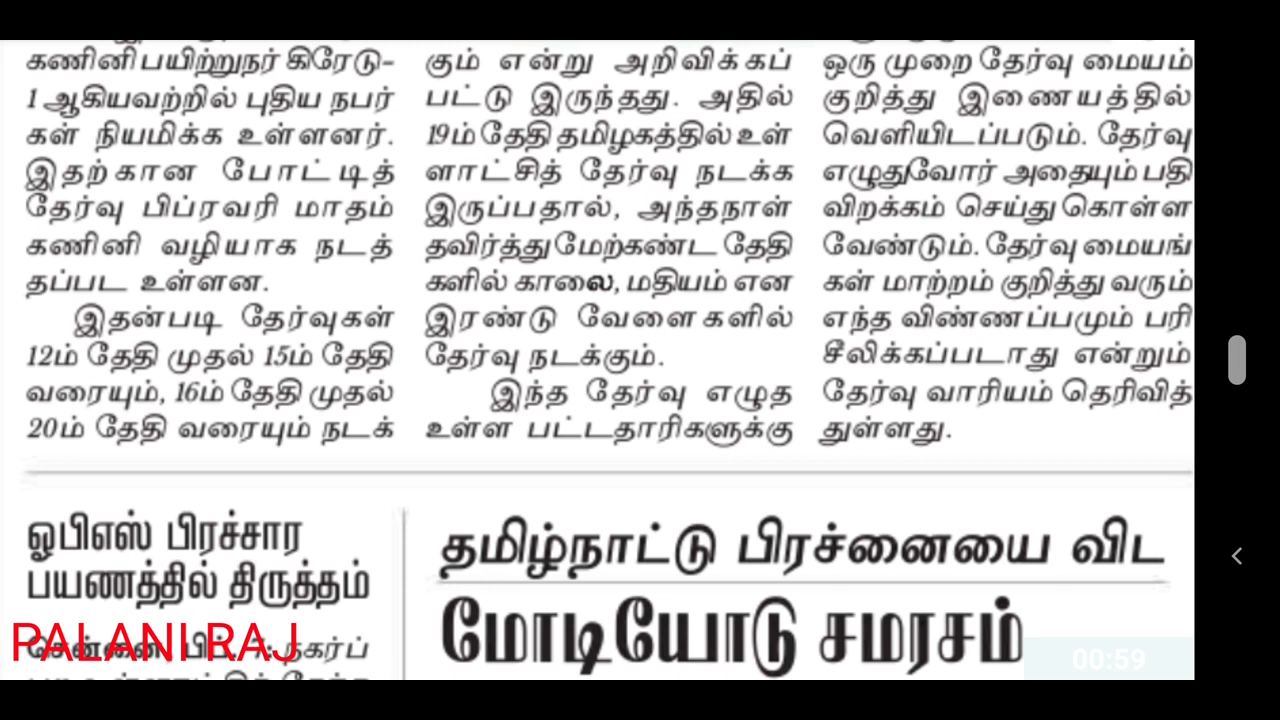 கணினி பயிற்றுநர் கிரேடு-
1 ஆகியவற்றில் புதிய நபர்
கள் நியமிக்க உள்ளனர்.
இதற்கான போட்டித்
தேர்வு பிப்ரவரி மாதம்
கணினி வழியாக நடத்
தப்பட உள்ளன.
இதன்படி தேர்வுகள்
12ம் தேதி முதல் 15ம் தேதி
வரையும், 16ம் தேதி முதல்
20ம் தேதி வரையும் நடக்
கும் என்று அறிவிக்கப்
பட்டு இருந்தது. அதில்
19ம் தேதி தமிழகத்தில் உள்
ளாட்சித் தேர்வு நடக்க
இருப்பதால், அந்தநாள்
தவிர்த்து மேற்கண்ட தேதி
களில் காலை, மதியம் என
இரண்டு வேளைகளில்
தேர்வு நடக்கும்.
இந்த தேர்வு எழுத
உள்ள பட்டதாரிகளுக்கு
ஒரு முறை தேர்வு மையம்
குறித்து இணையத்தில்
வெளியிடப்படும். தேர்வு
எழுதுவோர் அதையும் பதி
விறக்கம் செய்து கொள்ள
வேண்டும். தேர்வு மையங்
கள் மாற்றம் குறித்து வரும்
எந்த விண்ணப்பமும் பரி
சீலிக்கப்படாது என்றும்
தேர்வு வாரியம் தெரிவித்
துள்ளது.
ஓபிஎஸ் பிரச்சார
பயணத்தில் திருத்தம்
PALANI RAJ
நகர்ப்
தமிழ்நாட்டு பிரச்னையை விட
மோடியோடு சமரசம்
00:59